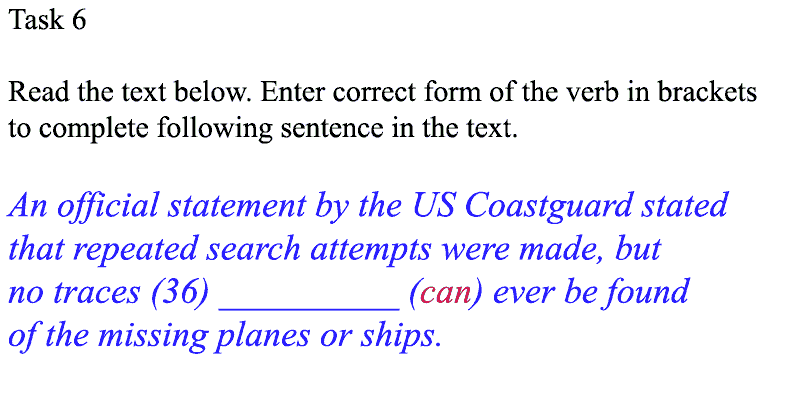 Task 6
Read the text below. Enter correct form of the verb in brackets
to complete following sentence in the text.
An official statement by the US Coastguard stated
that repeated search attempts were made, but
no traces (36) __________ (can) ever be found
of the missing planes or ships.